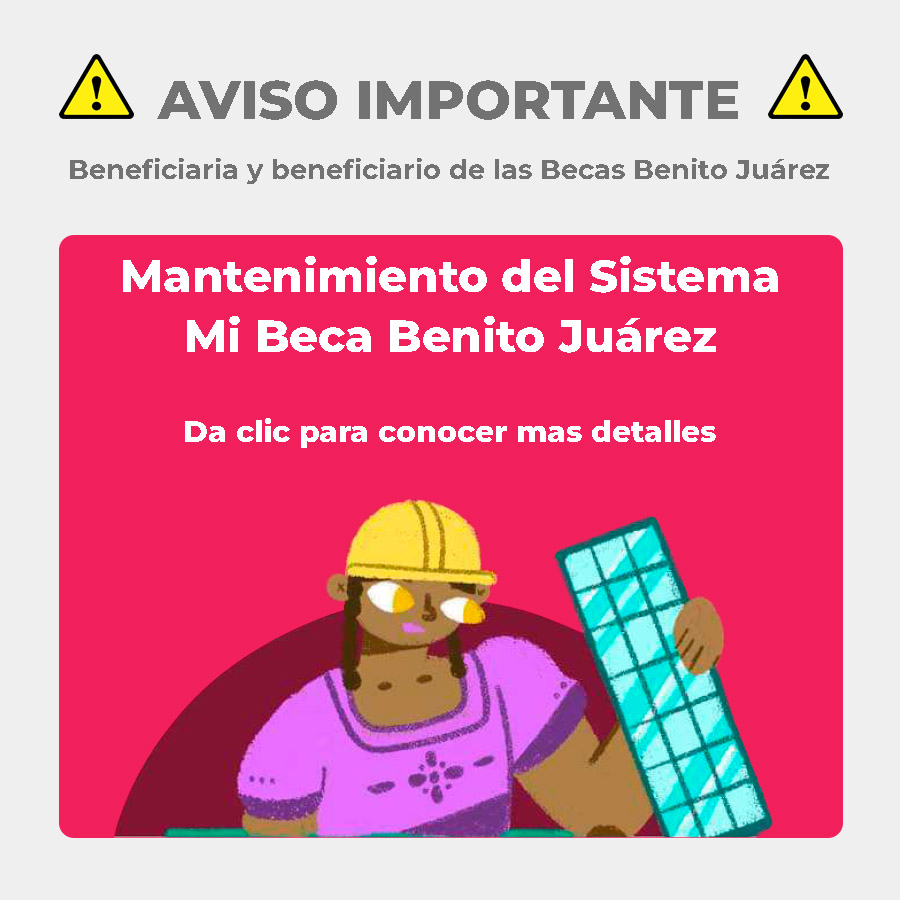 AVISO IMPORTANTE
Beneficiaria y beneficiario de las Becas Benito Juárez
Mantenimiento del Sistema
Mi Beca Benito Juárez
Da clic para conocer mas detalles